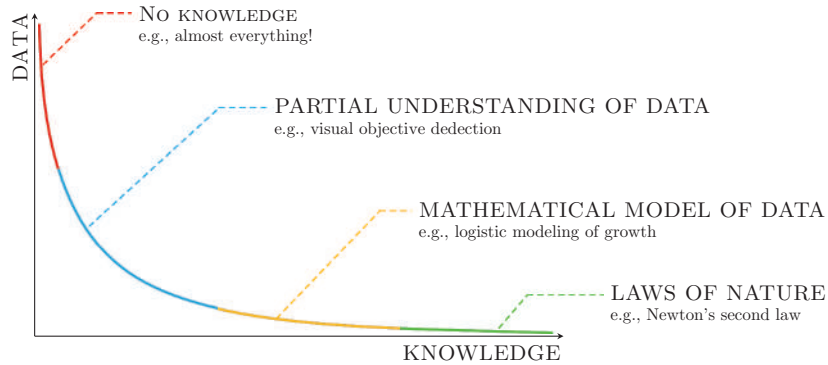 No knowledge
e.g., almost everything!
DATA
PARTIAL UNDERSTANDING OF DATA
e.g., visual objective dedection
MATHEMATICAL MODEL OF DATA
e.g., logistic modeling of growth
LAWS OF NATURE
e.g., Newton's second law
KNOWLEDGE